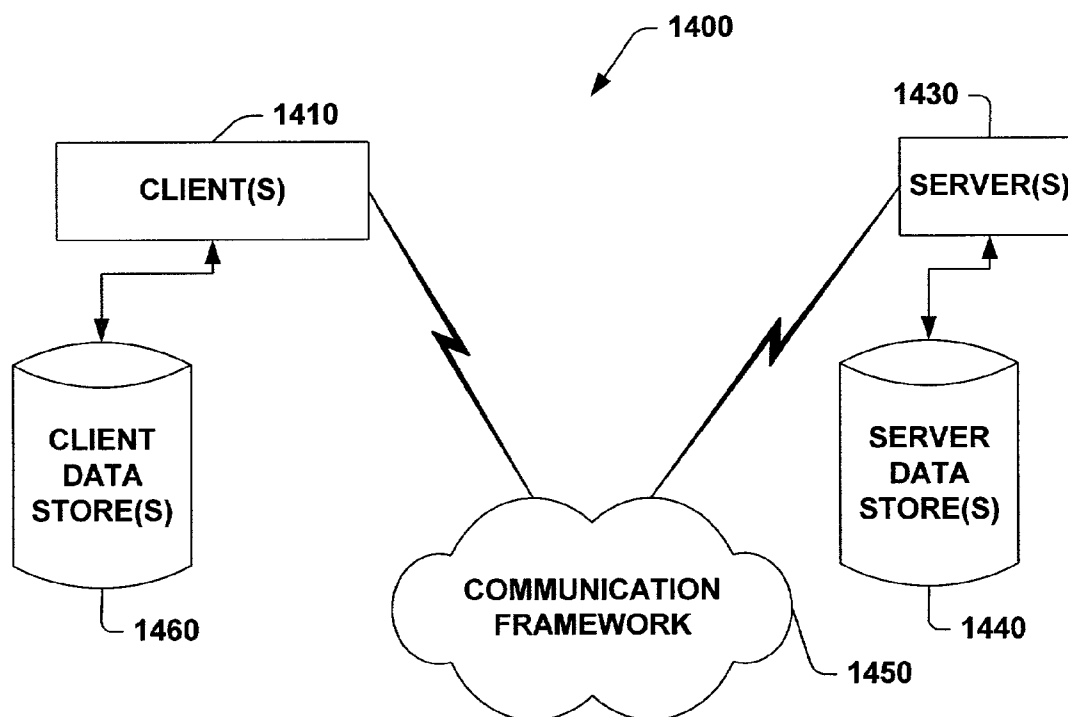 1400
1410
1430
CLIENT(S)
SERVER(S)
CLIENT
DATA
STORE(S)
SERVER
DATA
STORE(S)
COMMUNICATION
FRAMEWORK
1460
1440
1450